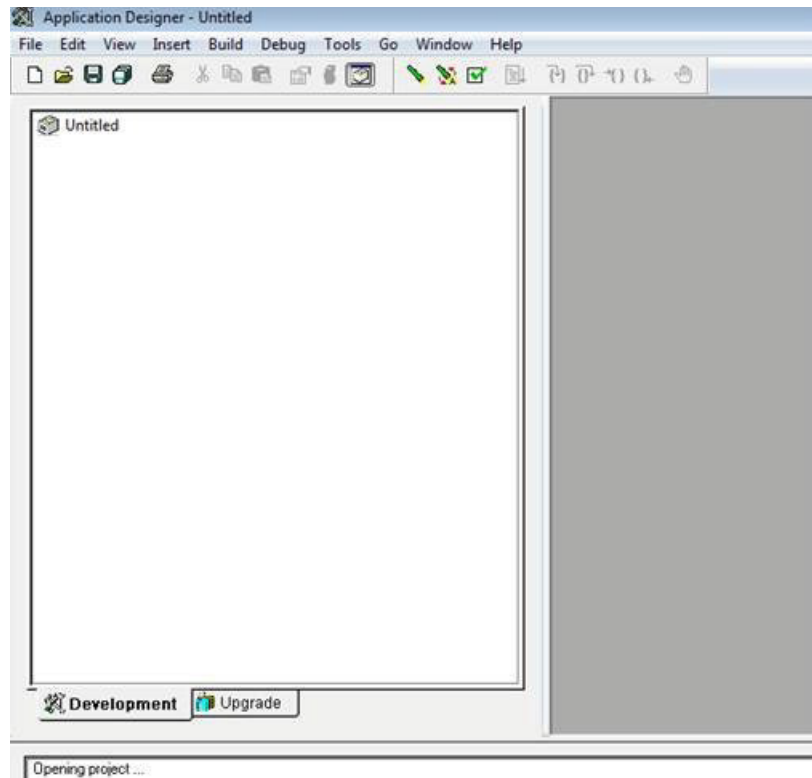 Application Designer - Untitled
File Edit View Insert Build Debug Tools Go Window Help
Untitled
Development Upgrade
Opening project ...